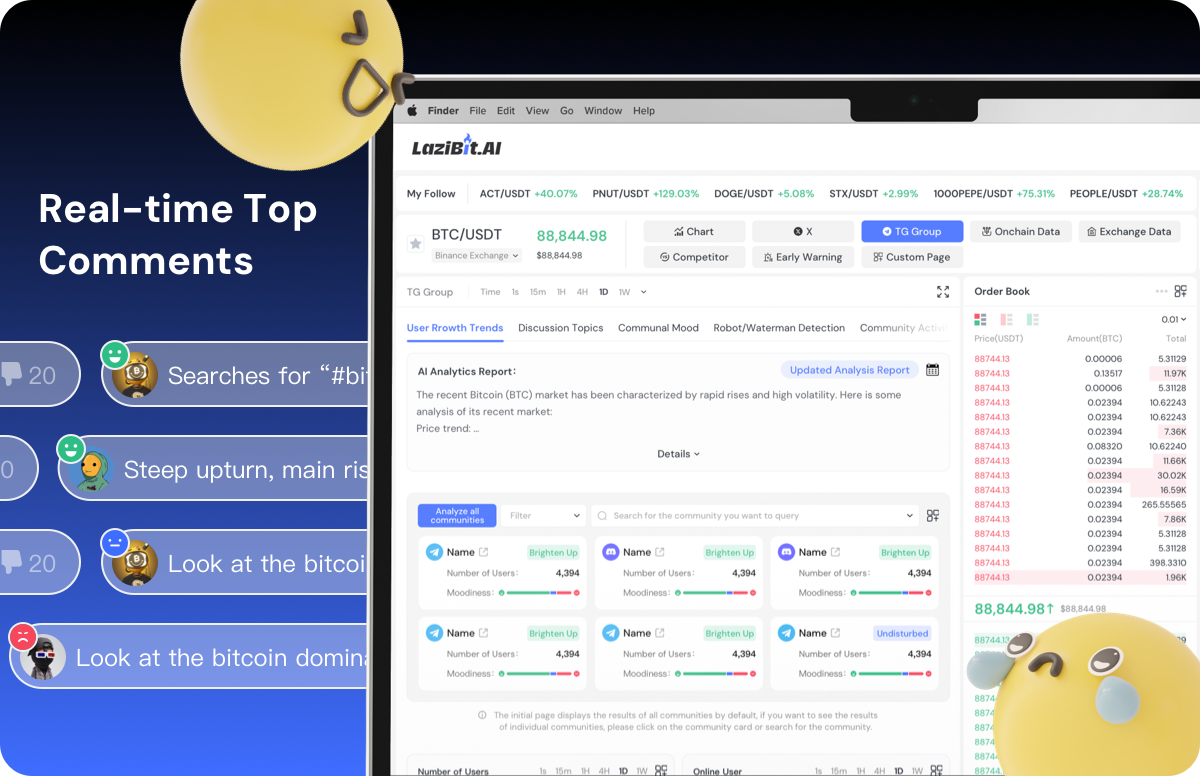 Real-time Top
Comments
20
Searches for “#bi
0
Steep upturn, main ris
20
Look at the bitcoi
Look at the bitcoin domina
Finder File Edit View Go Window Help
LaziBit.AI
My Follow ACT/USDT +40.07% PNUT/USDT +129.03% DOGE/USDT +5.08% STX/USDT +2.99% 1000PEPE/USDT +75.31% PEOPLE/USDT +28.74%
BTC/USDT 88,844.98
Binance Exchange $88,844.98
Chart X TG Group Onchain Data Exchange Data
Competitor Early Warning Custom Page
TG Group Time 1s 15m 1H 4H 1D 1W
User Rrowth Trends Discussion Topics Communal Mood Robot/Waterman Detection Community Activi
AI Analytics Report: Updated Analysis Report
The recent Bitcoin (BTC) market has been characterized by rapid rises and high volatility. Here is some
analysis of its recent market:
Price trend: ...
Details
Analyze all
communities
Filter
Search for the community you want to query
Name Brighten Up Name Brighten Up Name Brighten Up
Number of Users: 4,394 Number of Users: 4,394 Number of Users: 4,394
Moodiness: Moodiness: Moodiness:
Name Brighten Up Name Brighten Up Name Undisturbed
Number of Users: 4,394 Number of Users: 4,394 Number of Users: 4,394
Moodiness: Moodiness: Moodiness:
The initial page displays the results of all communities by default, if you want to see the results
of individual communities, please click on the community card or search for the community.
Number of Users 1s 15m 1H 4H 1D 1W Online User 1s 15m 1H 4H 1D 1W
Order Book
0.01
Price(USDT) Amount(BTC) Total
88744.13 0.00006 5.31129
88744.13 0.13517 11.97K
88744.13 0.00006 5.31128
88744.13 0.02394 10.62243
88744.13 0.02394 10.62243
88744.13 0.02394 7.36K
88744.13 0.08320 10.62240
88744.13 0.02394 11.66K
88744.13 0.02394 30.02K
88744.13 0.02394 16.59K
88744.13 0.02394 265.55565
88744.13 0.02394 7.86K
88744.13 0.02394 5.31128
88744.13 0.02394 5.31128
88744.13 0.02394 398.3310
88744.13 0.02394 1.96K
88,844.98↑ $88,844.98
88744.1
8874
8874
8874
8874
8874
8874